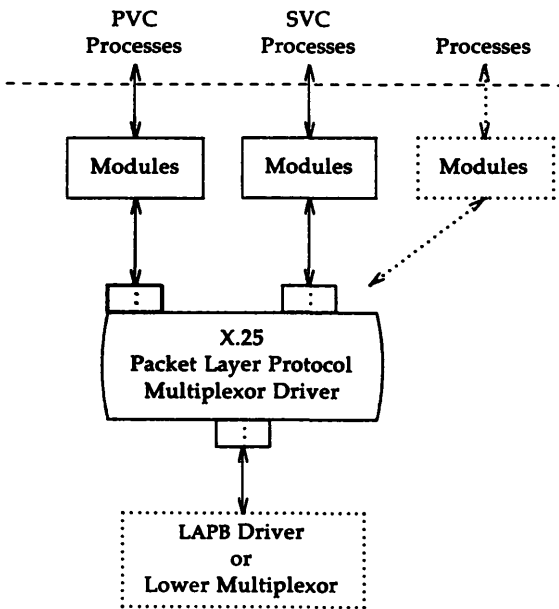 PVC
Processes
SVC
Processes
Processes
Modules
Modules
Modules
X.25
Packet Layer Protocol
Multiplexor Driver
LAPB Driver
or
Lower Multiplexor